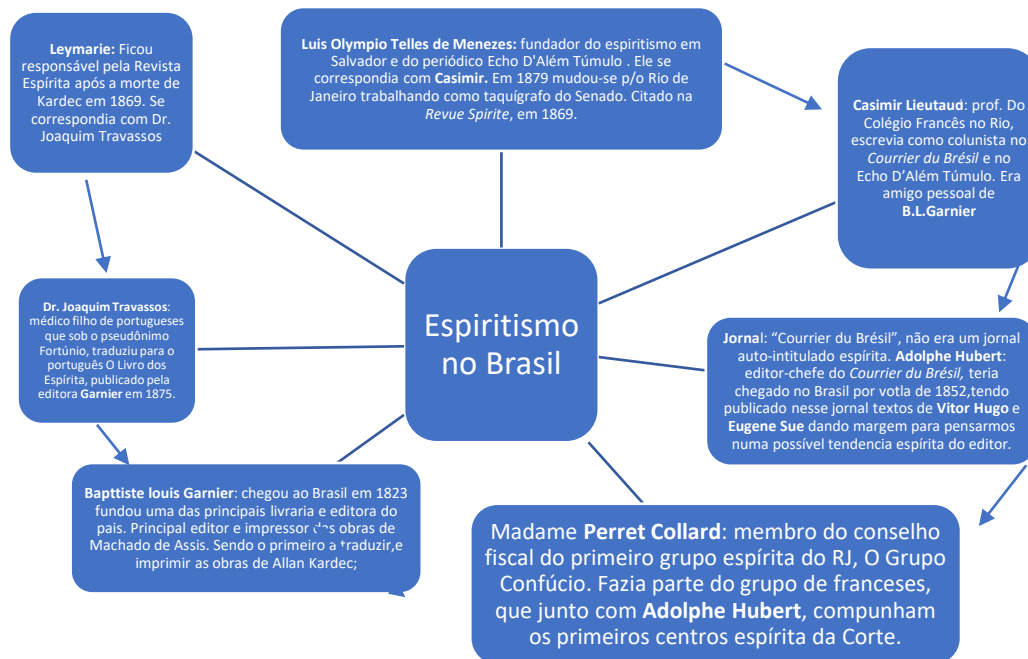 Leymarie: Ficou
responsável pela Revista
Espírita após a morte de
Kardec em 1869. Se
correspondia com Dr.
Joaquim Travassos
Luis Olympio Telles de Menezes: fundador do espiritismo em
Salvador e do periódico Echo D'Além Túmulo . Ele se
correspondia com Casimir. Em 1879 mudou-se p/o Rio de
Janeiro trabalhando como taquígrafo do Senado. Citado na
Revue Spirite, em 1869.
Casimir Lieutaud: prof. Do
Colégio Francês no Rio,
escrevia como colunista no
Courrier du Brésil e no
Echo D’Além Túmulo. Era
amigo pessoal de
B.L.Garnier
Dr. Joaquim Travassos:
médico filho de portugueses
que sob o pseudônimo
Fortúnio, traduziu para o
português O Livro dos
Espírita, publicado pela
editora Garnier em 1875.
Espiritismo
no Brasil
Jornal: “Courrier du Brésil”, não era um jornal
auto-intitulado espírita. Adolphe Hubert:
editor-chefe do Courrier du Brésil, teria
chegado no Brasil por votla de 1852,tendo
publicado nesse jornal textos de Vitor Hugo e
Eugene Sue dando margem para pensarmos
numa possível tendencia espírita do editor.
Bapttiste louis Garnier: chegou ao Brasil em 1823
fundou uma das principais livraria e editora do
pais. Principal editor e impressor das obras de
Machado de Assis. Sendo o primeiro a traduzir,e
imprimir as obras de Allan Kardec;
Madame Perret Collard: membro do conselho
fiscal do primeiro grupo espírita do RJ, O Grupo
Confúcio. Fazia parte do grupo de franceses,
que junto com Adolphe Hubert, compunham
os primeiros centros espírita da Corte.